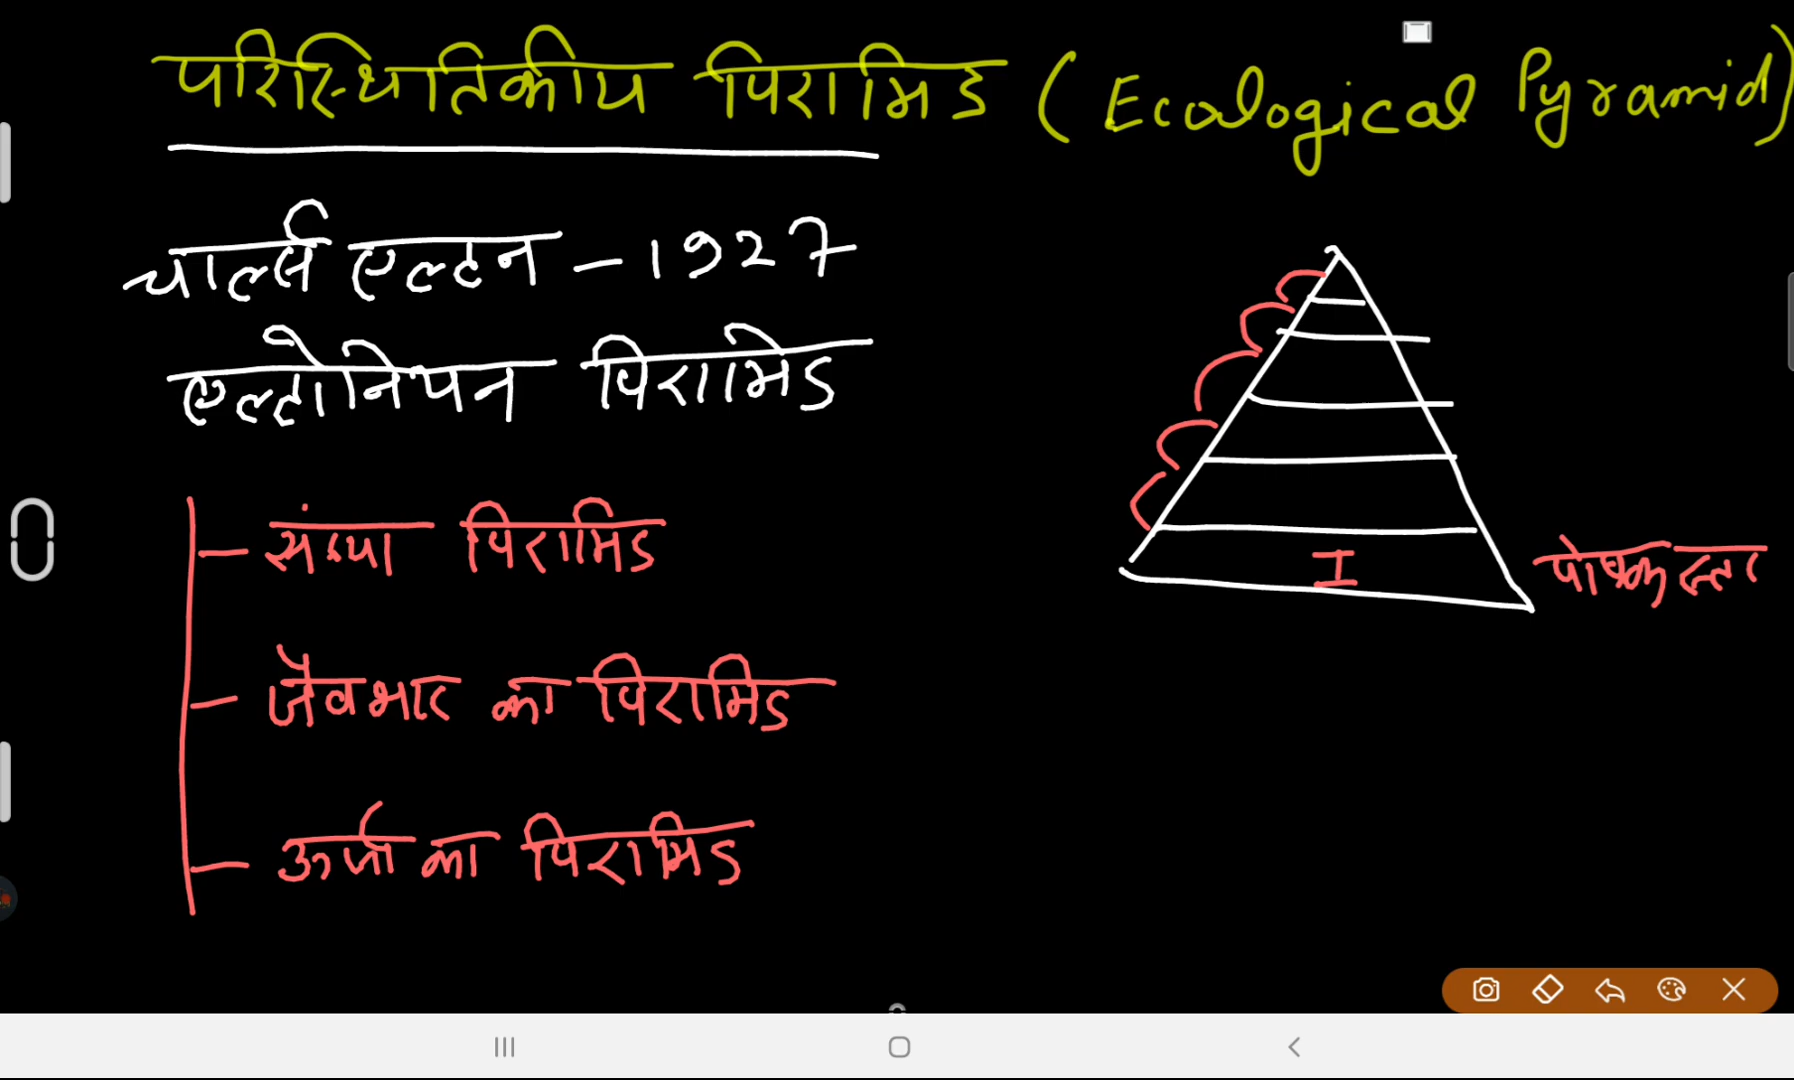 परिस्थितिकीय पिरामिड (Ecological Pyramid)
चार्ल्स एल्टन - 1927
एल्टोनियन पिरामिड
संख्या पिरामिड
जैवभार का पिरामिड
ऊर्जा का पिरामिड
I
पोषक स्तर